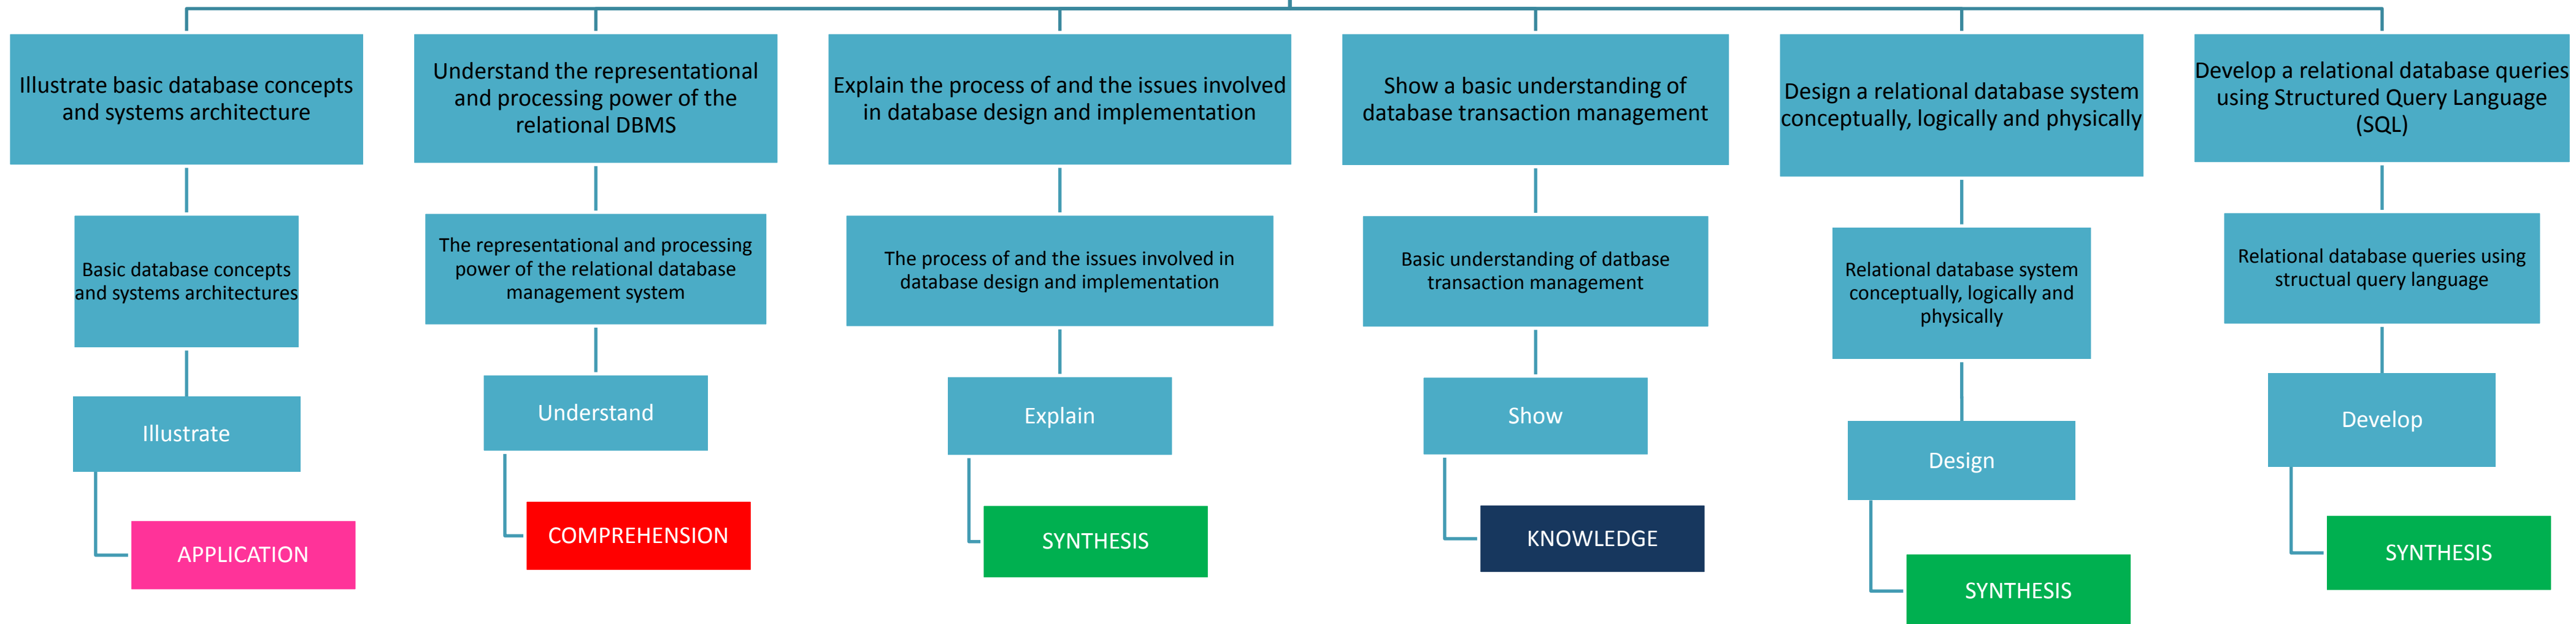 Illustrate basic database concepts
and systems architecture
Understand the representational
and processing power of the
relational DBMS
Explain the process of and the issues involved
in database design and implementation
Show a basic understanding of
database transaction management
Design a relational database system
conceptually, logically and physically
Develop a relational database queries
using Structured Query Language
(SQL)
Basic database concepts
and systems architectures
The representational and processing
power of the relational database
management system
The process of and the issues involved in
database design and implementation
Basic understanding of datbase
transaction management
Relational database system
conceptually, logically and
physically
Relational database queries using
structual query language
Illustrate
Understand
Explain
Show
Design
Develop
APPLICATION
COMPREHENSION
SYNTHESIS
KNOWLEDGE
SYNTHESIS
SYNTHESIS